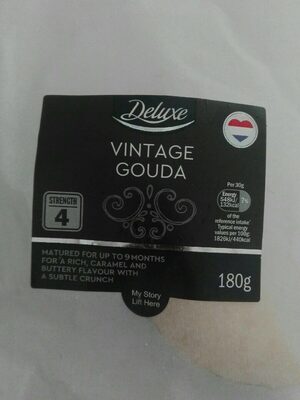 Deluxe
VINTAGE
GOUDA
STRENGTH
4
Per 30g
Energy
548kJ
132kcal
7%
of the
reference intake*
Typical energy
values per 100g:
1828kJ/440kcal
MATURED FOR UP TO 9 MONTHS
FOR A RICH, CARAMEL AND
BUTTERY FLAVOUR WITH
A SUBTLE CRUNCH
180g
My Story
Lift Here